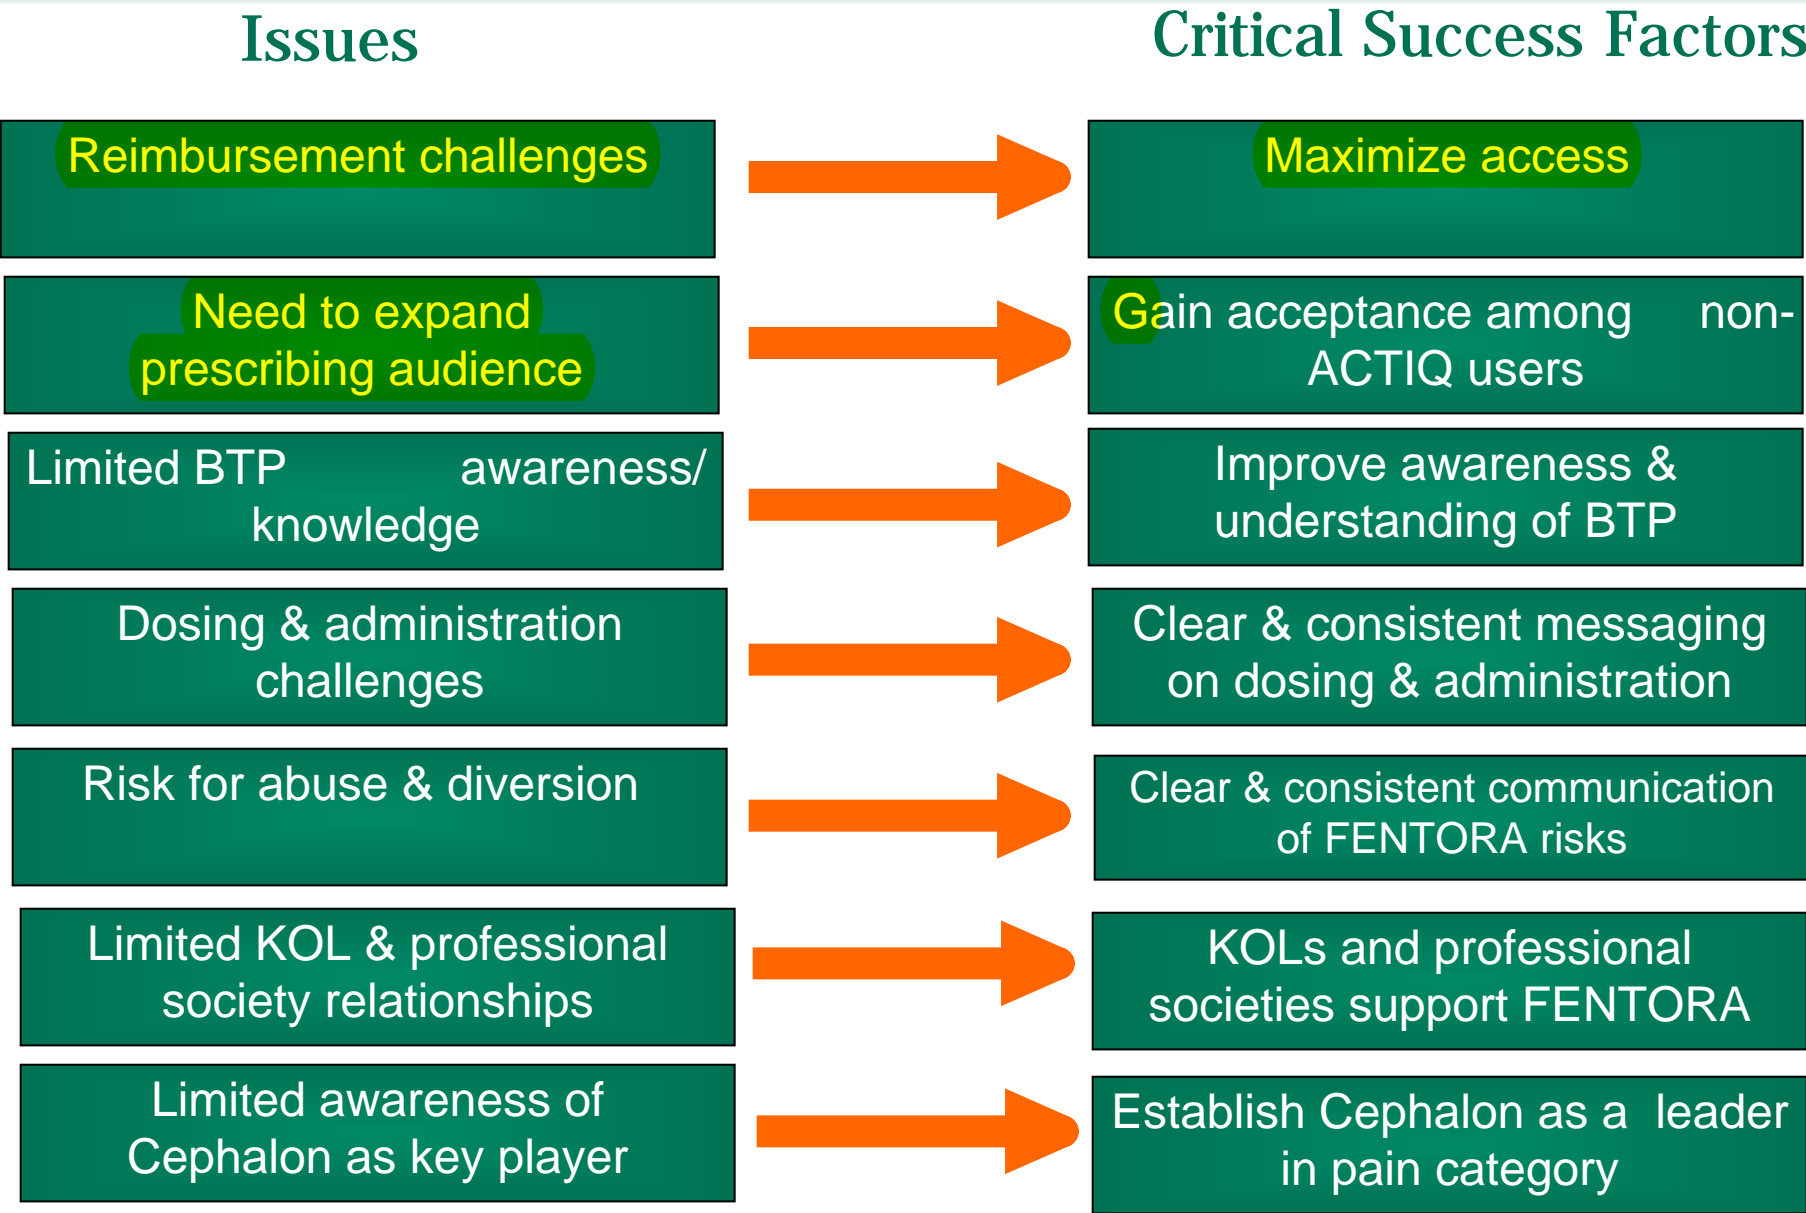 Issues
Critical Success Factors
Reimbursement challenges
Maximize access
Need to expand
prescribing audience
Gain acceptance among non-
ACTIQ users
Limited BTP awareness/
knowledge
Improve awareness &
understanding of BTP
Dosing & administration
challenges
Clear & consistent messaging
on dosing & administration
Risk for abuse & diversion
Clear & consistent communication
of FENTORA risks
Limited KOL & professional
society relationships
KOLs and professional
societies support FENTORA
Limited awareness of
Cephalon as key player
Establish Cephalon as a leader
in pain category